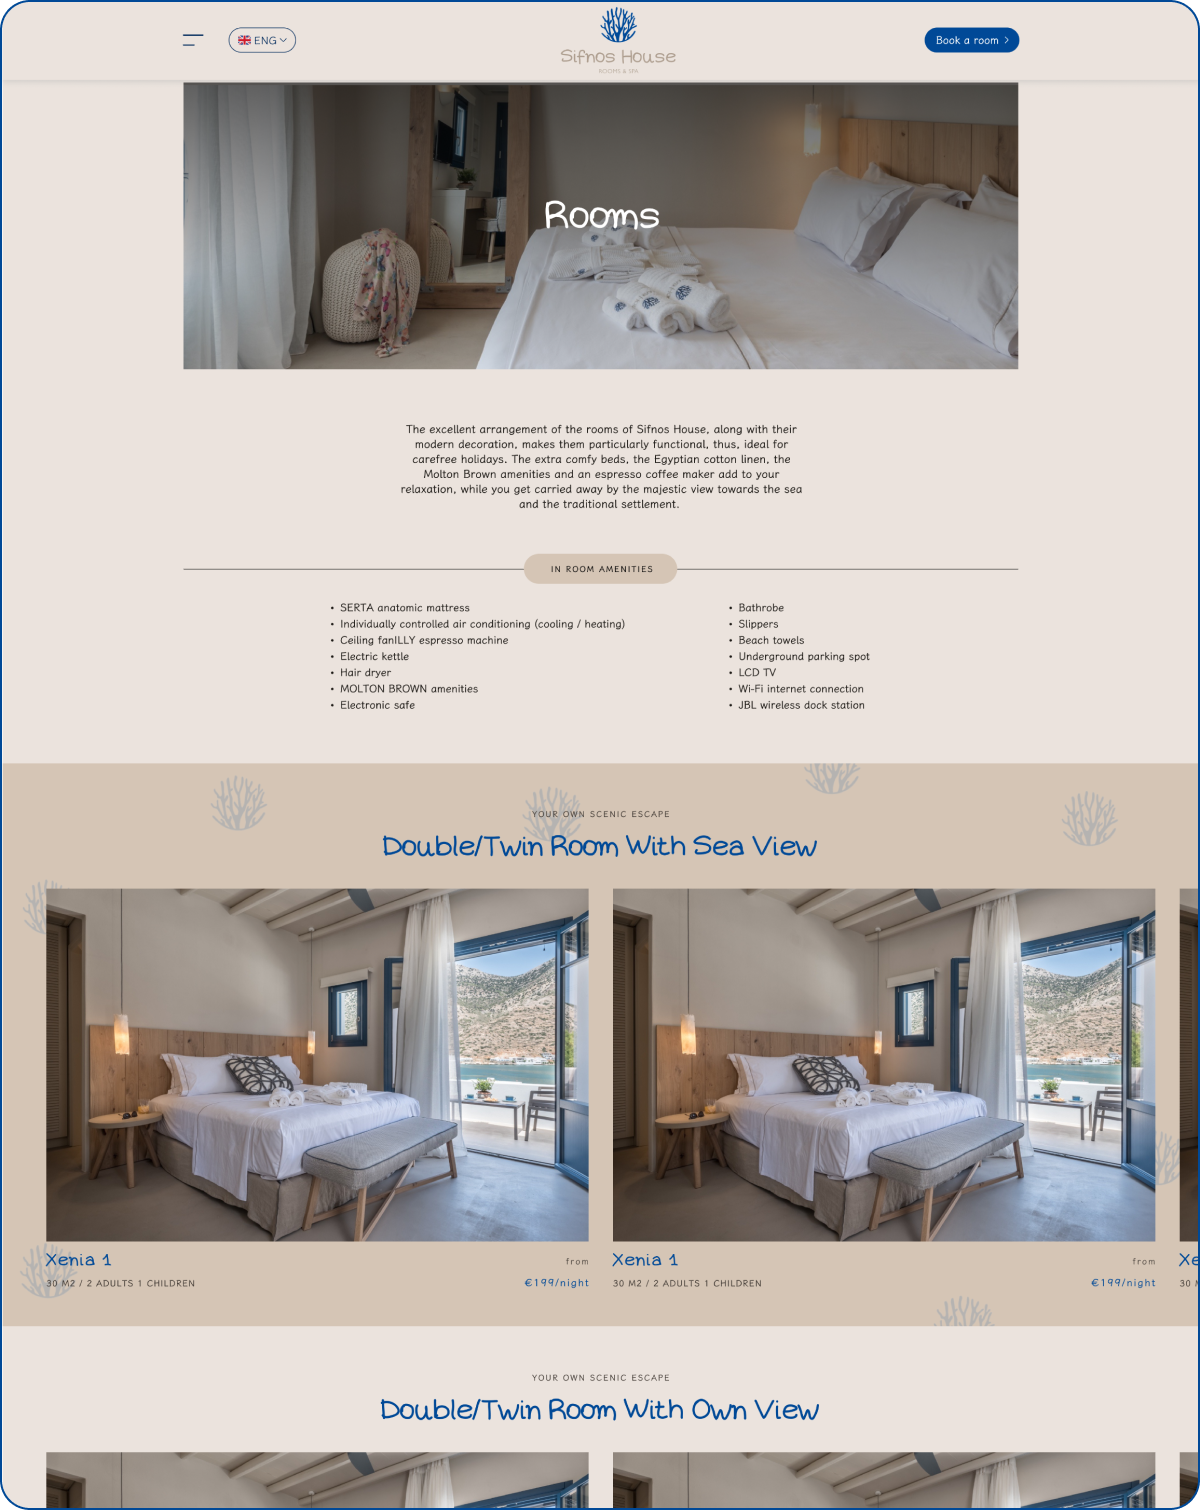 ENG
Sifnos House
ROOMS & SPA
Book a room
Rooms
The excellent arrangement of the rooms of Sifnos House, along with their
modern decoration, makes them particularly functional, thus, ideal for
carefree holidays. The extra comfy beds, the Egyptian cotton linen, the
Molton Brown amenities and an espresso coffee maker add to your
relaxation, while you get carried away by the majestic view towards the sea
and the traditional settlement.
IN ROOM AMENITIES
• SERTA anatomic mattress
• Individually controlled air conditioning (cooling / heating)
• Ceiling fanILLY espresso machine
• Electric kettle
• Hair dryer
• MOLTON BROWN amenities
• Electronic safe
• Bathrobe
• Slippers
• Beach towels
• Underground parking spot
• LCD TV
• Wi-Fi internet connection
• JBL wireless dock station
YOUR OWN SCENIC ESCAPE
Double/Twin Room With Sea View
Xenia 1
from
30 M2 / 2 ADULTS 1 CHILDREN
€199/night
Xenia 1
from
30 M2 / 2 ADULTS 1 CHILDREN
€199/night
Xe
30 M
YOUR OWN SCENIC ESCAPE
Double/Twin Room With Own View